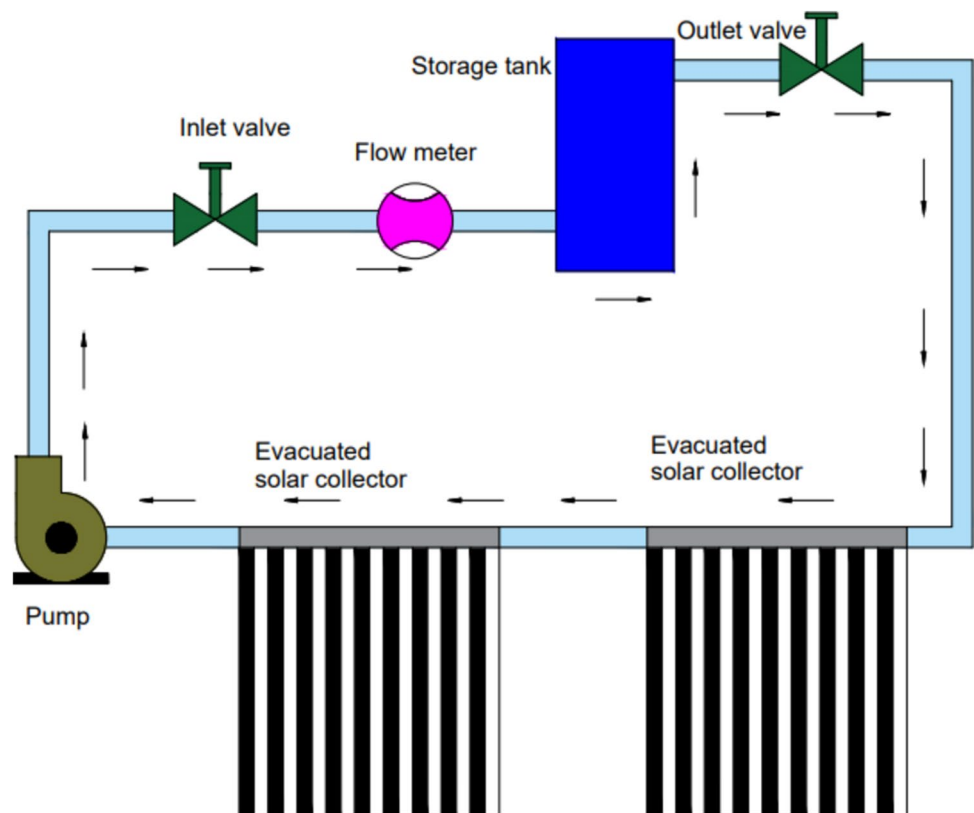 Outlet valve
Storage tank
Inlet valve
Flow meter
Evacuated
solar collector
Evacuated
solar collector
Pump